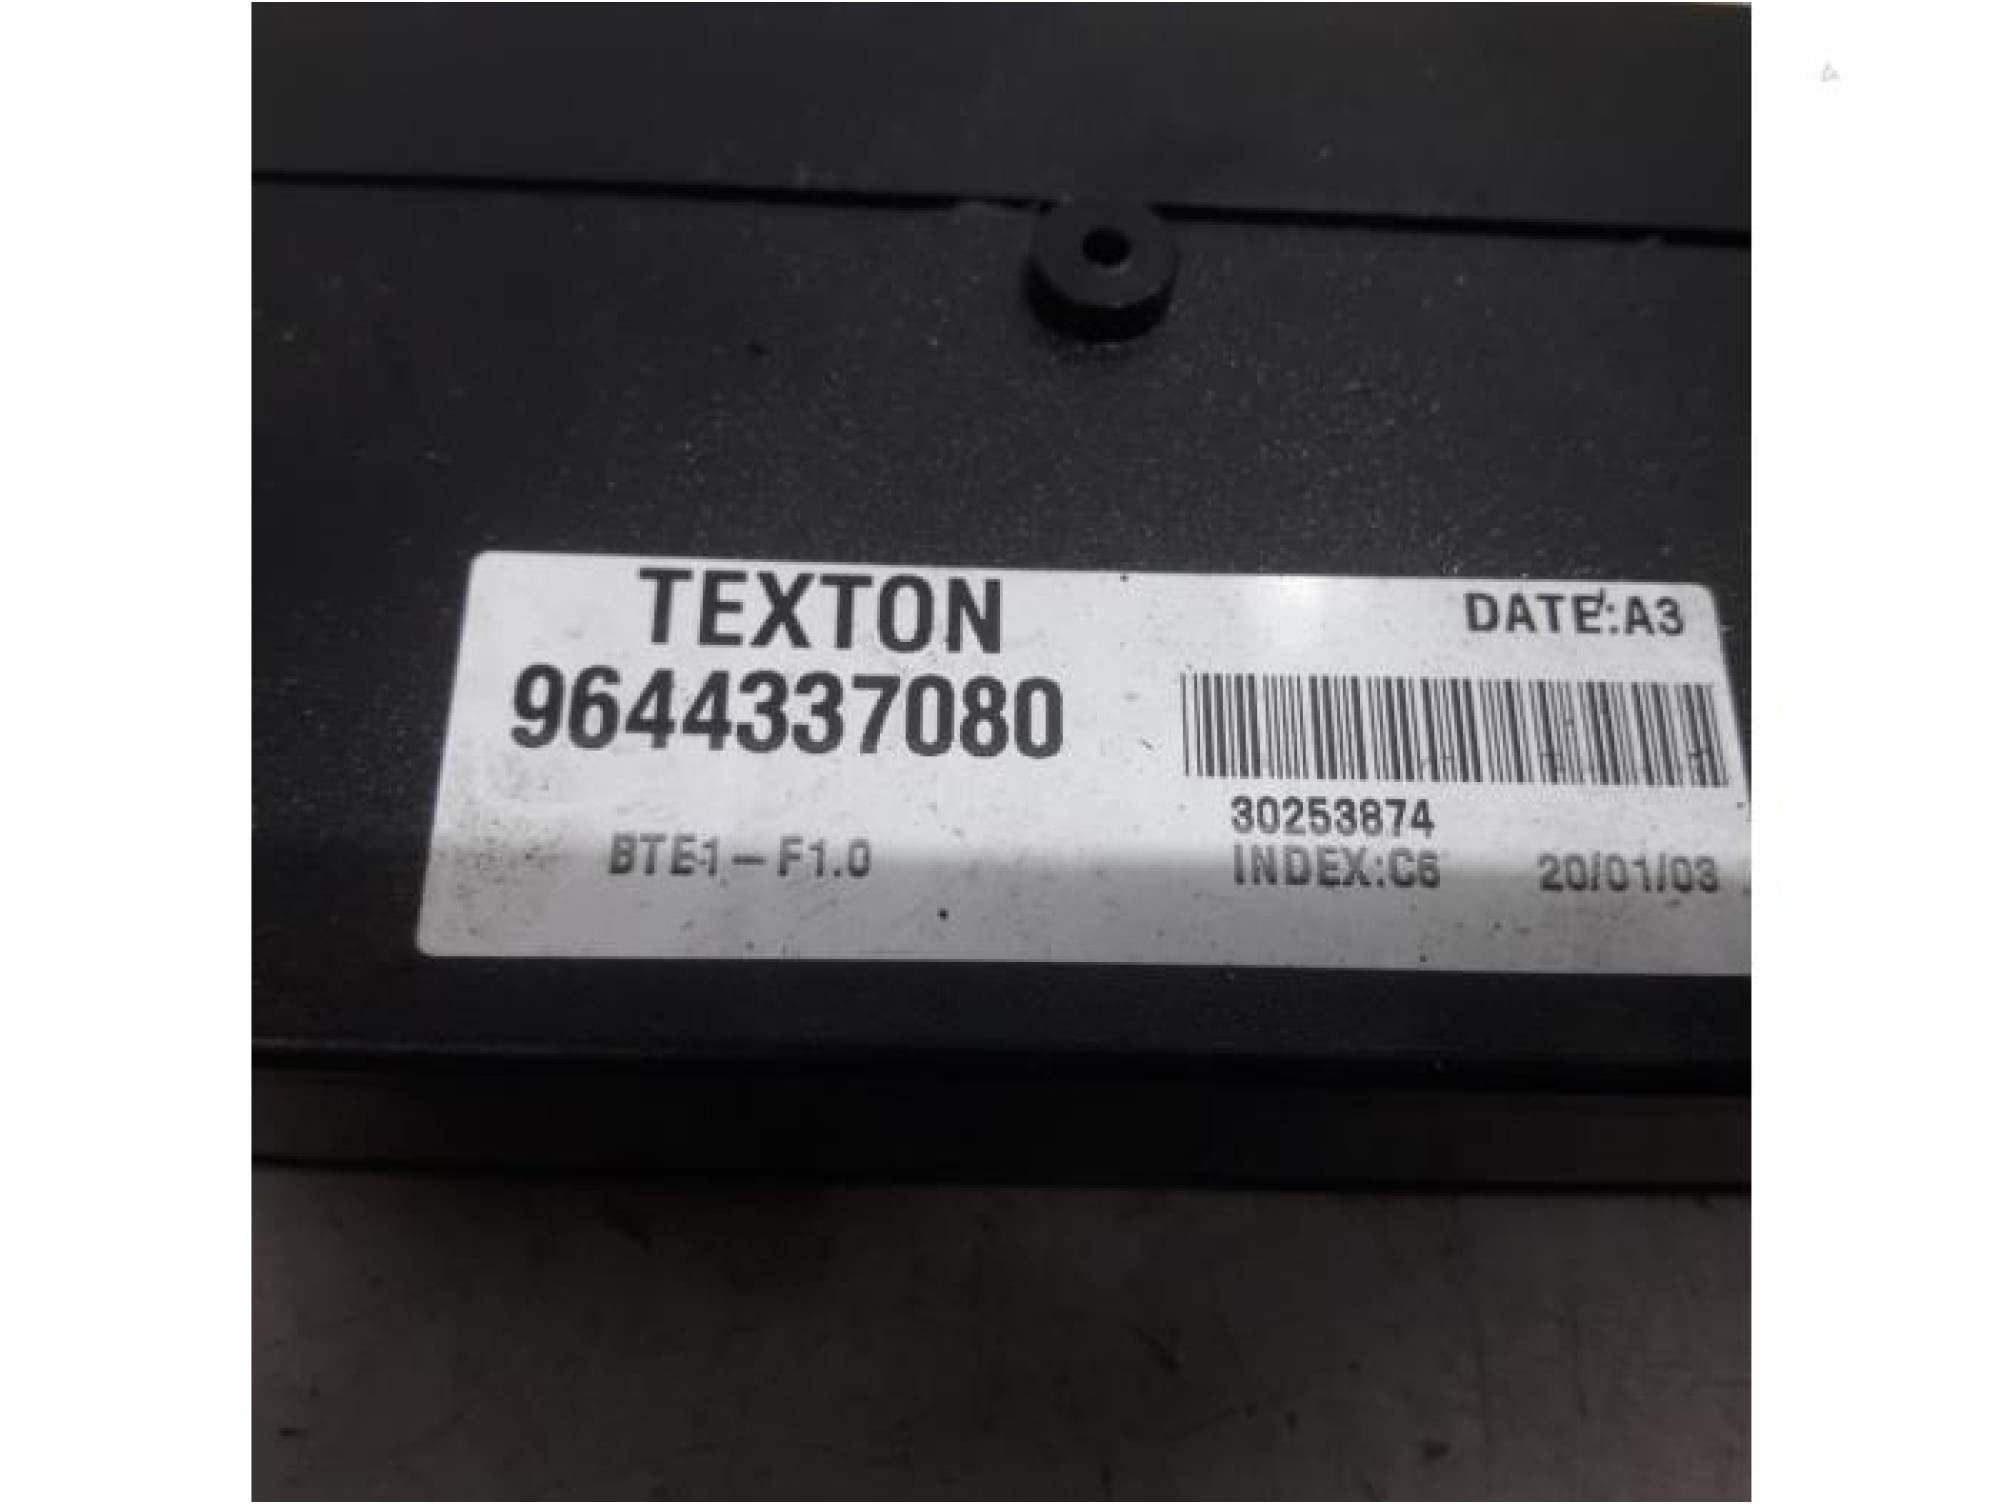 TEXTON
DATE:A3
9644337080
30253874
BTE1-F1.0
INDEX:C6
20/01/03